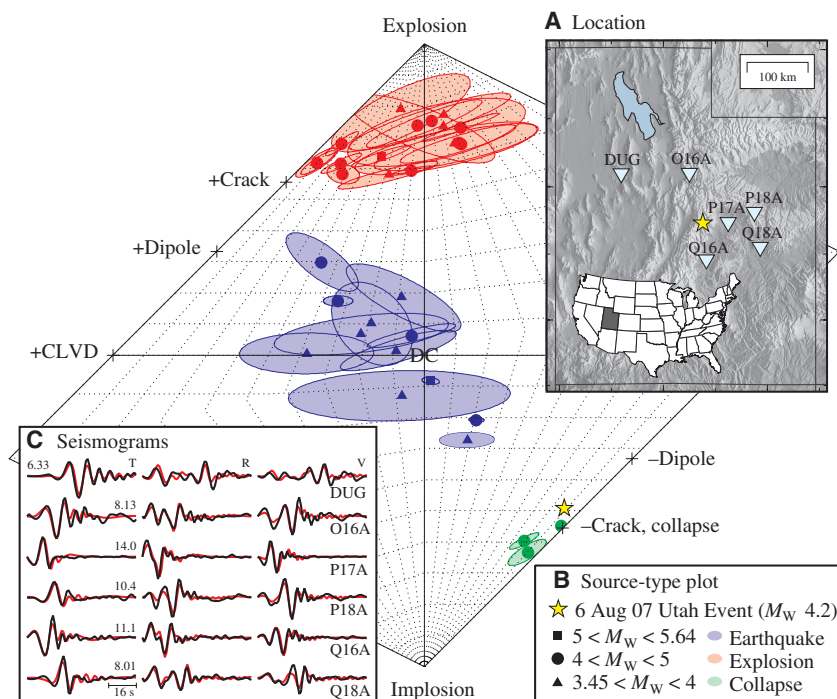 Explosion
+Crack
+Dipole
+CLVD
DC
–Dipole
–Crack, collapse
Implosion
A Location
100 km
DUG
O16A
P17A
P18A
Q18A
Q16A
C Seismograms
6.33 T R V
DUG
8.13
O16A
14.0
P17A
10.4
P18A
11.1
Q16A
8.01
16 s
Q18A
B Source-type plot
6 Aug 07 Utah Event (MW 4.2)
5 < MW < 5.64 Earthquake
4 < MW < 5 Explosion
3.45 < MW < 4 Collapse